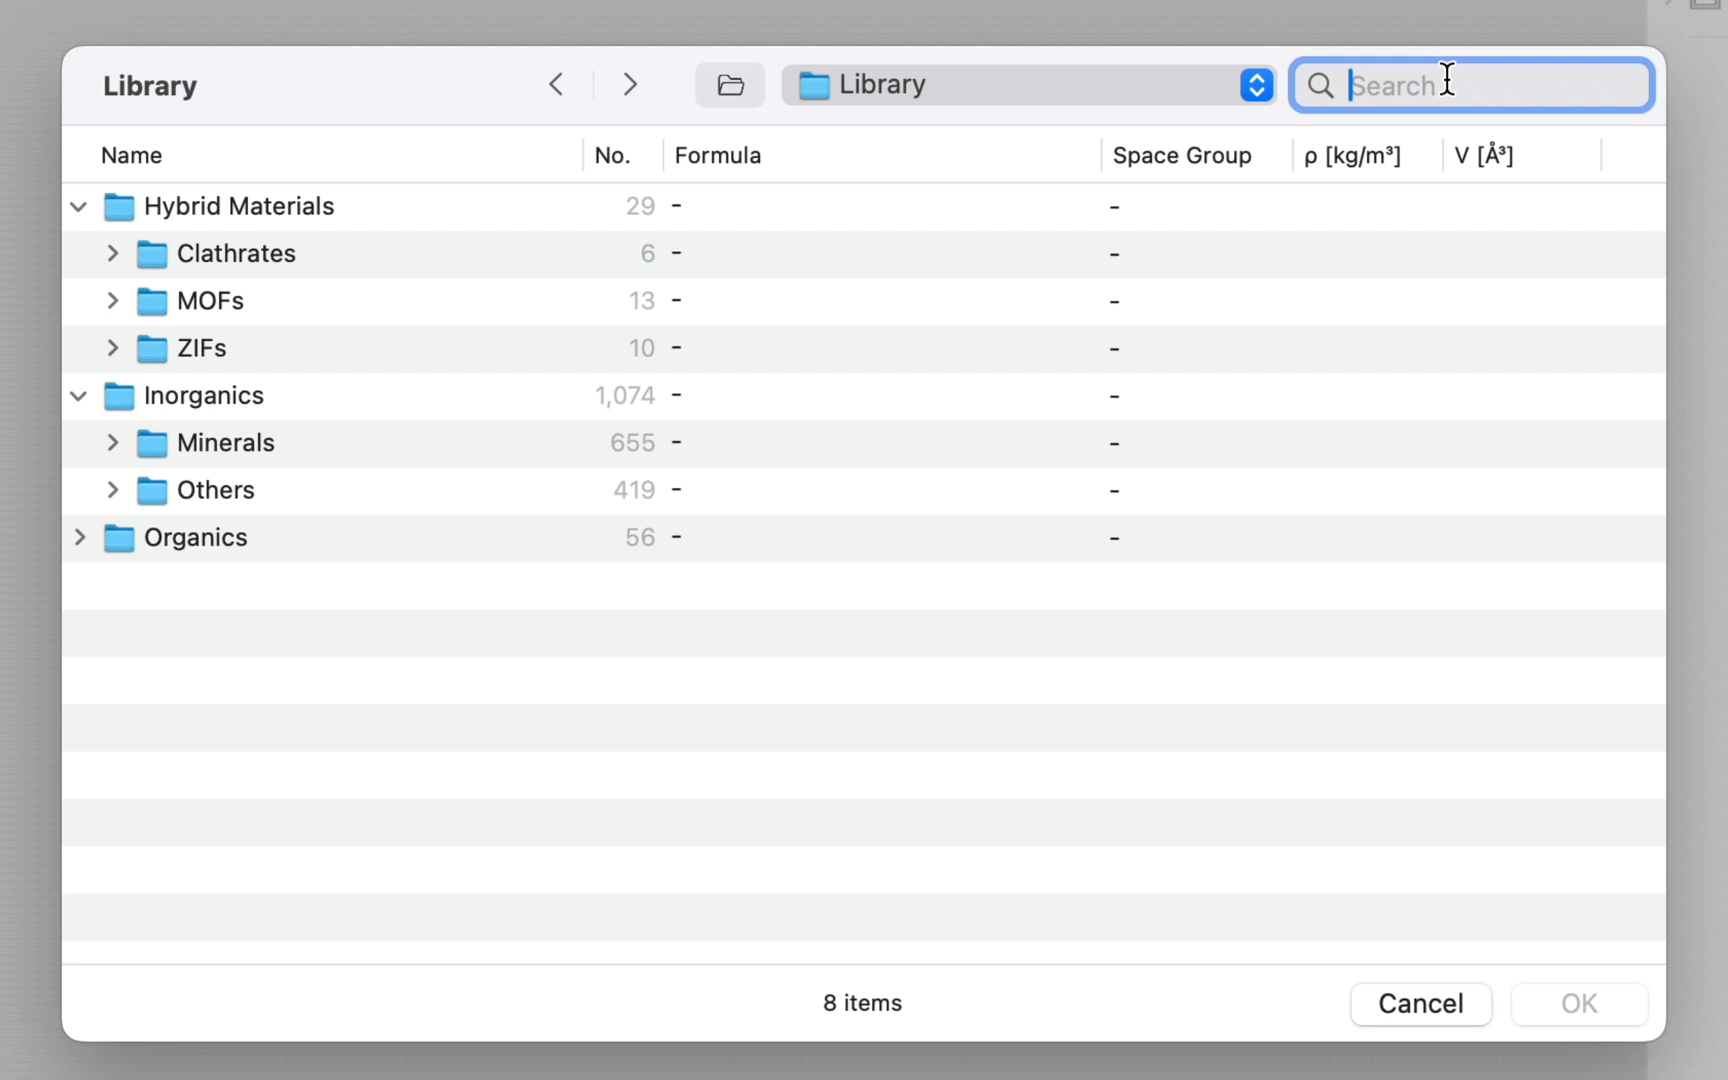 Library
Library
Search
Name No. Formula Space Group ρ [kg/m³] V [Å³]
Hybrid Materials 29 - -
Clathrates 6 - -
MOFs 13 - -
ZIFs 10 - -
Inorganics 1,074 - -
Minerals 655 - -
Others 419 - -
Organics 56 - -
8 items
Cancel
OK